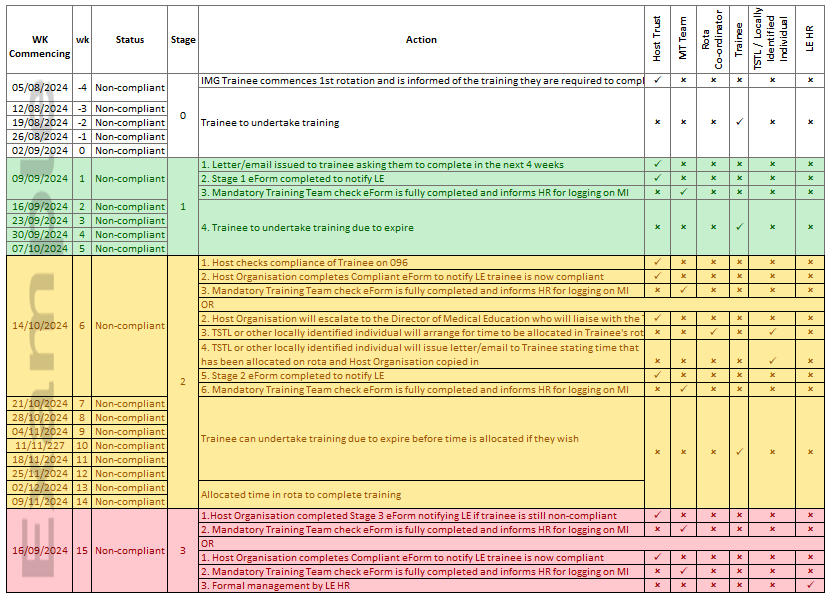 WK Commencing wk Status Stage Action Host Trust MT Team Rota Co-ordinator Trainee TSTL / Locally Identified Individual LE HR
05/08/2024 -4 Non-compliant IMG Trainee commences 1st rotation and is informed of the training they are required to compl ✓ × × × × ×
12/08/2024 -3 Non-compliant
19/08/2024 -2 Non-compliant 0 Trainee to undertake training × × × ✓ × ×
26/08/2024 -1 Non-compliant
02/09/2024 0 Non-compliant
09/09/2024 1 Non-compliant 1. Letter/email issued to trainee asking them to complete in the next 4 weeks ✓ × × × × ×
2. Stage 1 eForm completed to notify LE ✓ × × × × ×
3. Mandatory Training Team check eForm is fully completed and informs HR for logging on MI × ✓ × × × ×
16/09/2024 2 Non-compliant 1
23/09/2024 3 Non-compliant 4. Trainee to undertake training due to expire × × × ✓ × ×
30/09/2024 4 Non-compliant
07/10/2024 5 Non-compliant
14/10/2024 6 Non-compliant 1. Host checks compliance of Trainee on 096 ✓ × × × × ×
2. Host Organisation completes Compliant eForm to notify LE trainee is now compliant ✓ × × × × ×
3. Mandatory Training Team check eForm is fully completed and informs HR for logging on MI × ✓ × × × ×
OR
2. Host Organisation will escalate to the Director of Medical Education who will liaise with the ✓ × × × × ×
3. TSTL or other locally identified individual will arrange for time to be allocated in Trainee's rot × × ✓ × ✓ ×
4. TSTL or other locally identified individual will issue letter/email to Trainee stating time that
has been allocated on rota and Host Organisation copied in × × × × ✓ ×
2
5. Stage 2 eForm completed to notify LE ✓ × × × × ×
6. Mandatory Training Team check eForm is fully completed and informs HR for logging on MI × ✓ × × × ×
21/10/2024 7 Non-compliant
28/10/2024 8 Non-compliant
04/11/2024 9 Non-compliant Trainee can undertake training due to expire before time is allocated if they wish
11/11/227 10 Non-compliant
18/11/2024 11 Non-compliant × × × ✓ × ×
25/11/2024 12 Non-compliant
02/12/2024 13 Non-compliant Allocated time in rota to complete training
09/11/2024 14 Non-compliant
16/09/2024 15 Non-compliant 3 1.Host Organisation completed Stage 3 eForm notifying LE if trainee is still non-compliant ✓ × × × × ×
2. Mandatory Training Team check eForm is fully completed and informs HR for logging on MI × ✓ × × × ×
OR
1. Host Organisation completes Compliant eForm to notify LE trainee is now compliant ✓ × × × × ×
2. Mandatory Training Team check eForm is fully completed and informs HR for logging on MI × ✓ × × × ×
3. Formal management by LE HR × × × × × ✓
Example